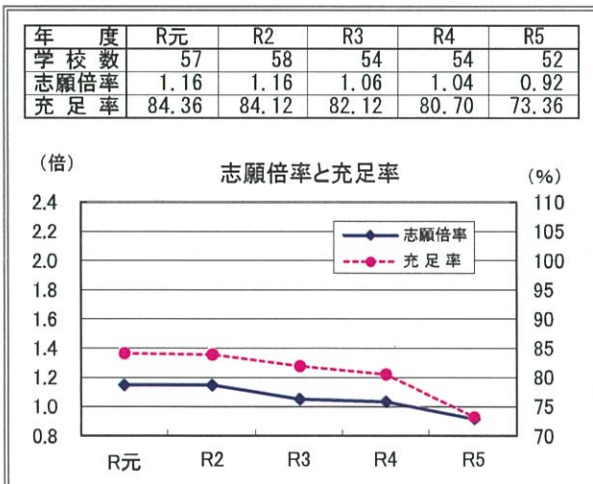 年 度 R元 R2 R3 R4 R5
学 校 数 57 58 54 54 52
志願倍率 1.16 1.16 1.06 1.04 0.92
充 足 率 84.36 84.12 82.12 80.70 73.36
(倍) 志願倍率と充足率 (%)
2.4 110
2.2 105
志願倍率
2.0 100
充 足 率
1.8 95
1.6 90
1.4 85
1.2 80
1.0 75
0.8 70
R元 R2 R3 R4 R5